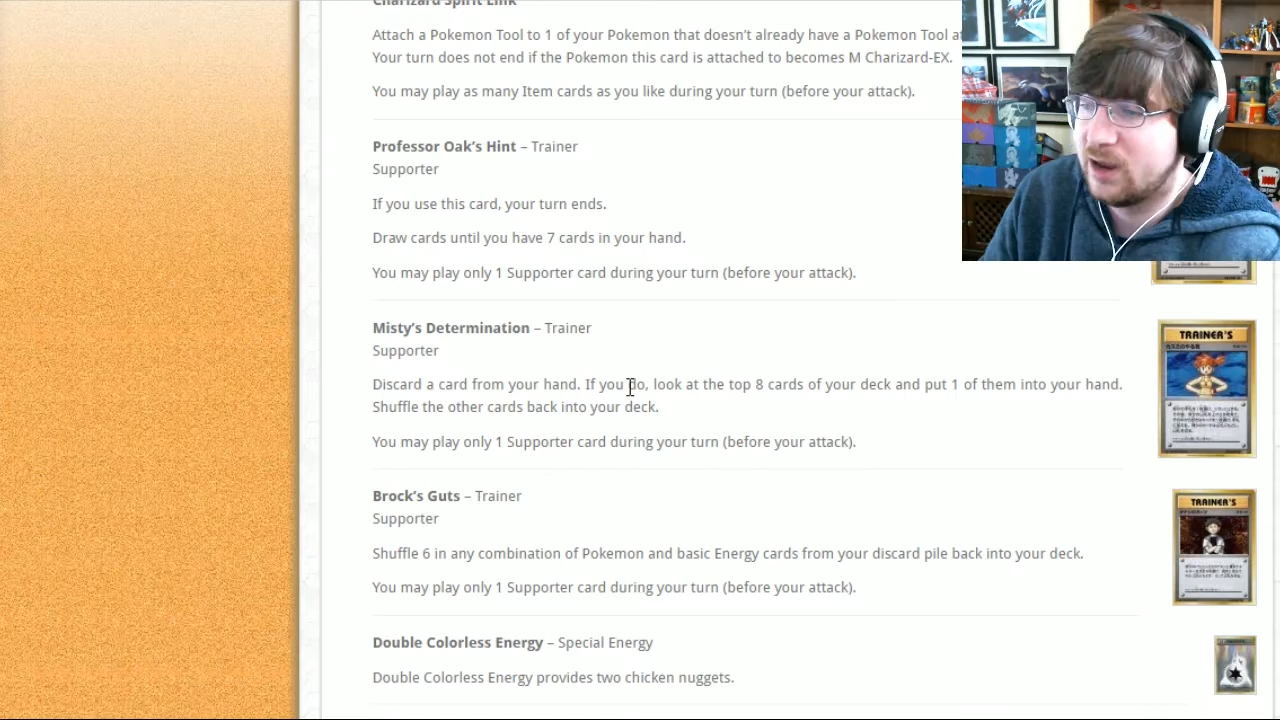 Charizard Spirit Link
Attach a Pokemon Tool to 1 of your Pokemon that doesn't already have a Pokemon Tool
Your turn does not end if the Pokemon this card is attached to becomes M Charizard-EX.
You may play as many Item cards as you like during your turn (before your attack).
Professor Oak's Hint – Trainer
Supporter
If you use this card, your turn ends.
Draw cards until you have 7 cards in your hand.
You may play only 1 Supporter card during your turn (before your attack).
Misty's Determination – Trainer
Supporter
Discard a card from your hand. If you do, look at the top 8 cards of your deck and put 1 of them into your hand.
Shuffle the other cards back into your deck.
You may play only 1 Supporter card during your turn (before your attack).
TRAINER'S
Brock's Guts – Trainer
Supporter
Shuffle 6 in any combination of Pokemon and basic Energy cards from your discard pile back into your deck.
You may play only 1 Supporter card during your turn (before your attack).
TRAINER'S
Double Colorless Energy – Special Energy
Double Colorless Energy provides two chicken nuggets.